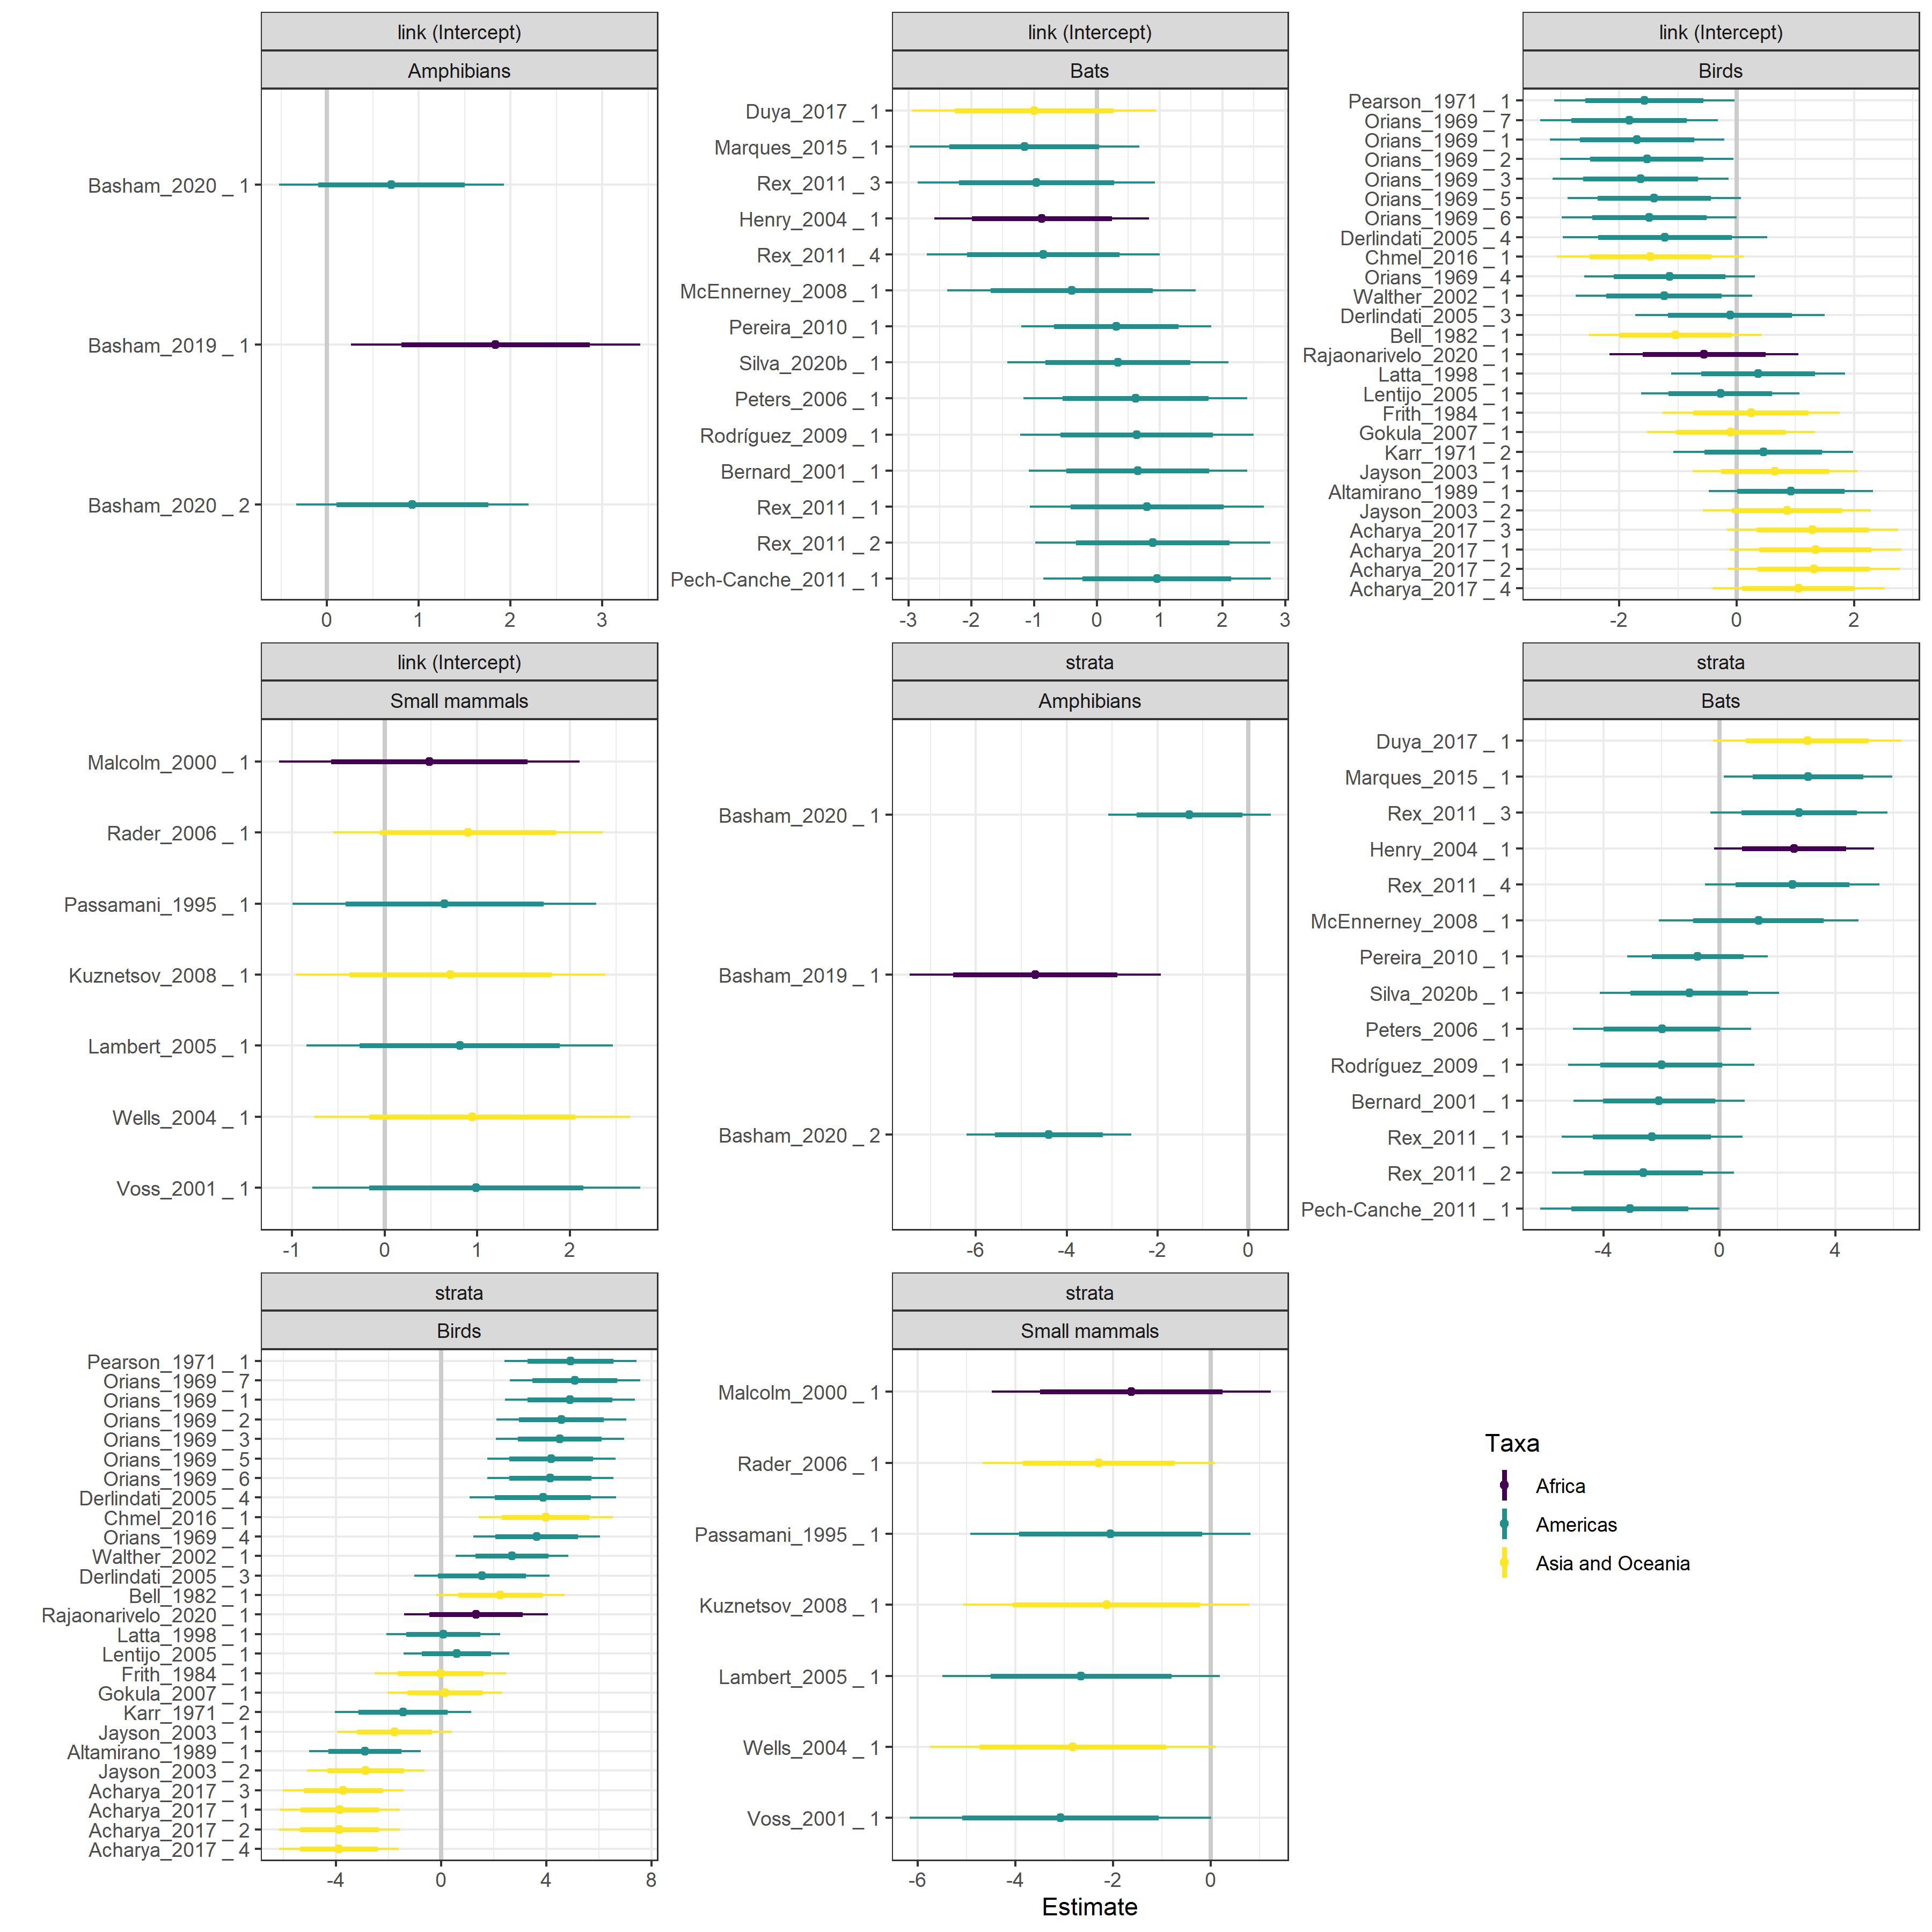 link (Intercept)
Amphibians
Basham_2020 _ 1
Basham_2019 _ 1
Basham_2020 _ 2
0 1 2 3
link (Intercept)
Bats
Duya_2017 _ 1
Marques_2015 _ 1
Rex_2011 _ 3
Henry_2004 _ 1
Rex_2011 _ 4
McEnnerney_2008 _ 1
Pereira_2010 _ 1
Silva_2020b _ 1
Peters_2006 _ 1
Rodríguez_2009 _ 1
Bernard_2001 _ 1
Rex_2011 _ 1
Rex_2011 _ 2
Pech-Canche_2011 _ 1
-3 -2 -1 0 1 2 3
link (Intercept)
Birds
Pearson_1971 _ 1
Orians_1969 _ 7
Orians_1969 _ 1
Orians_1969 _ 2
Orians_1969 _ 3
Orians_1969 _ 5
Orians_1969 _ 6
Derlindati_2005 _ 4
Chmel_2016 _ 1
Orians_1969 _ 4
Walther_2002 _ 1
Derlindati_2005 _ 3
Bell_1982 _ 1
Rajaonarivelo_2020 _ 1
Latta_1998 _ 1
Lentijo_2005 _ 1
Frith_1984 _ 1
Gokula_2007 _ 1
Karr_1971 _ 2
Jayson_2003 _ 1
Altamirano_1989 _ 1
Jayson_2003 _ 2
Acharya_2017 _ 3
Acharya_2017 _ 1
Acharya_2017 _ 2
Acharya_2017 _ 4
-2 0 2
link (Intercept)
Small mammals
Malcolm_2000 _ 1
Rader_2006 _ 1
Passamani_1995 _ 1
Kuznetsov_2008 _ 1
Lambert_2005 _ 1
Wells_2004 _ 1
Voss_2001 _ 1
-1 0 1 2
strata
Amphibians
Basham_2020 _ 1
Basham_2019 _ 1
Basham_2020 _ 2
-6 -4 -2 0
strata
Bats
Duya_2017 _ 1
Marques_2015 _ 1
Rex_2011 _ 3
Henry_2004 _ 1
Rex_2011 _ 4
McEnnerney_2008 _ 1
Pereira_2010 _ 1
Silva_2020b _ 1
Peters_2006 _ 1
Rodríguez_2009 _ 1
Bernard_2001 _ 1
Rex_2011 _ 1
Rex_2011 _ 2
Pech-Canche_2011 _ 1
-4 0 4
strata
Birds
Pearson_1971 _ 1
Orians_1969 _ 7
Orians_1969 _ 1
Orians_1969 _ 2
Orians_1969 _ 3
Orians_1969 _ 5
Orians_1969 _ 6
Derlindati_2005 _ 4
Chmel_2016 _ 1
Orians_1969 _ 4
Walther_2002 _ 1
Derlindati_2005 _ 3
Bell_1982 _ 1
Rajaonarivelo_2020 _ 1
Latta_1998 _ 1
Lentijo_2005 _ 1
Frith_1984 _ 1
Gokula_2007 _ 1
Karr_1971 _ 2
Jayson_2003 _ 1
Altamirano_1989 _ 1
Jayson_2003 _ 2
Acharya_2017 _ 3
Acharya_2017 _ 1
Acharya_2017 _ 2
Acharya_2017 _ 4
-4 0 4 8
strata
Small mammals
Malcolm_2000 _ 1
Rader_2006 _ 1
Passamani_1995 _ 1
Kuznetsov_2008 _ 1
Lambert_2005 _ 1
Wells_2004 _ 1
Voss_2001 _ 1
-6 -4 -2 0
Estimate
Taxa
Africa
Americas
Asia and Oceania